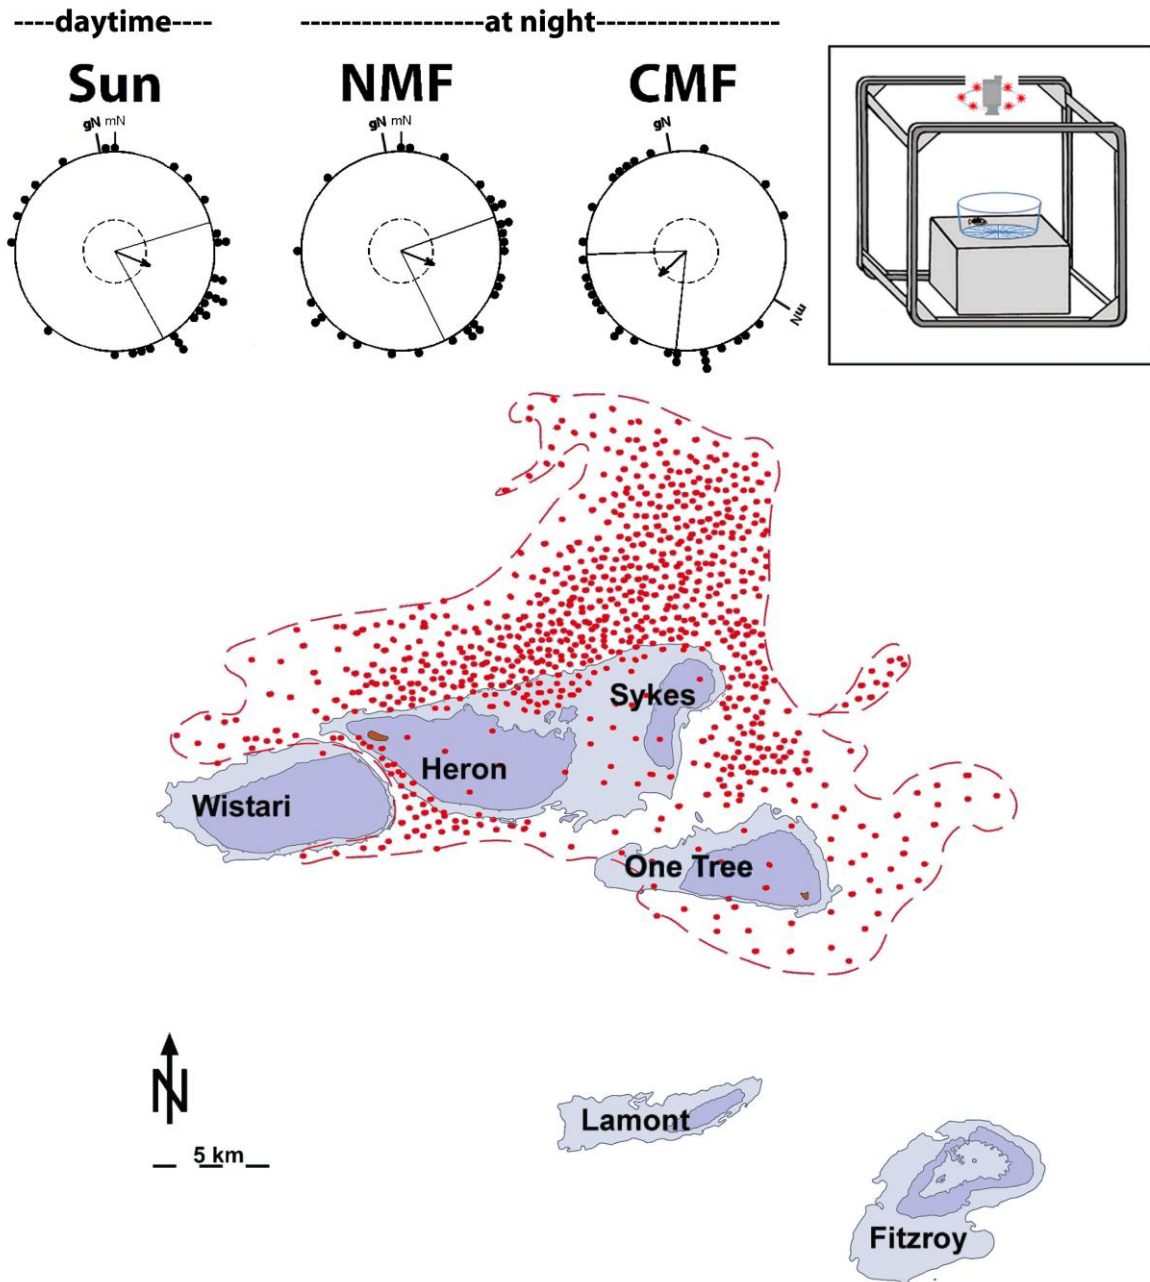 ----daytime----
------------------at night------------------
Sun
NMF
CMF
gN mN
gN mN
gN
mN
Sykes
Heron
Wistari
One Tree
N
5 km
Lamont
Fitzroy